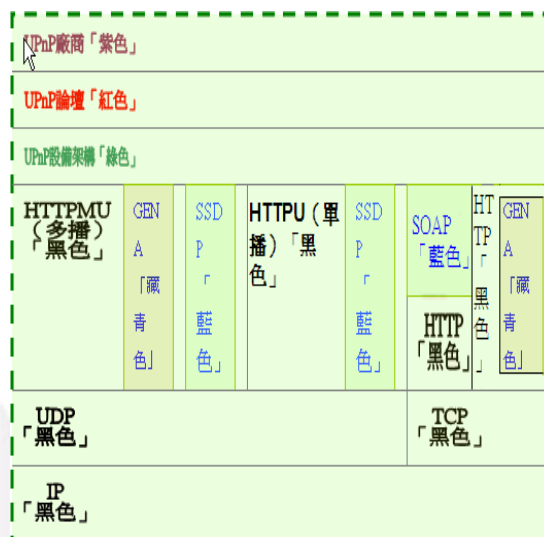 UPnP廠商「紫色」
UPnP論壇「紅色」
UPnP設備架構「綠色」
HTTPMU
（多播）
「黑色」
GEN
A
「藏
青
色」
SSD
P
「
藍
色」
HTTPU（單
播）「黑
色」
SSD
P
「
藍
色」
SOAP
「藍色」
HTTP
「黑色」
HT
TP
「
黑
色
」
GEN
A
「藏
青
色」
UDP
「黑色」
TCP
「黑色」
IP
「黑色」